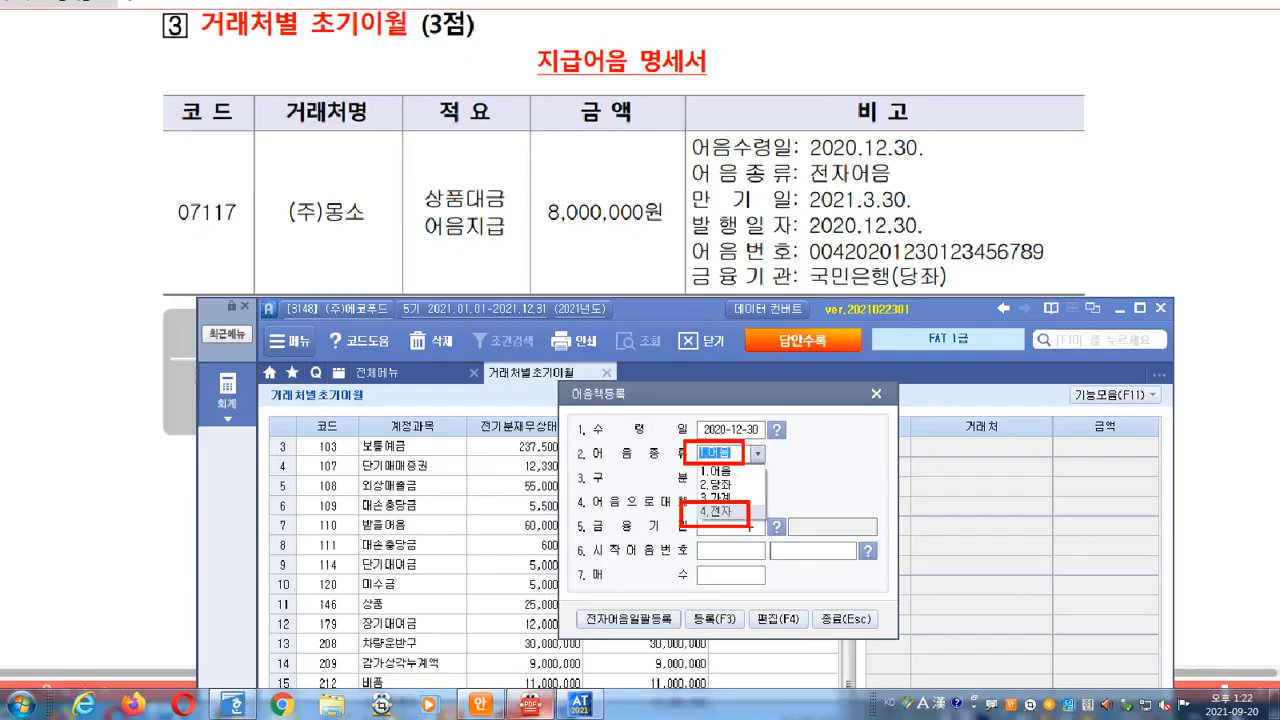 3 거래처별 초기이월 (3점)
지급어음 명세서
코 드 거래처명 적 요 금 액 비 고
07117 (주)몽소 상품대금 어음지급 8,000,000원
어음수령일: 2020.12.30.
어음종류: 전자어음
만 기 일: 2021.3.30.
발행일자: 2020.12.30.
어음번호: 00420201230123456789
금융기관: 국민은행(당좌)
[3148] (주)에코푸드 5기 2021.01.01-2021.12.31 (2021년도) 데이터 컨버트 ver.2021022301
최근메뉴 메뉴 코드도움 삭제 조건검색 인쇄 조회 닫기 답안수록 FAT 1급 [F10] 을 누르세요
회계
전체메뉴 거래처별초기이월
거래처별초기이월 기능모음(F11)
코드 계정과목 전기분재무상태 거래처 금액
3 103 보통예금 237,500
4 107 단기매매증권 12,330
5 108 외상매출금 55,000
6 109 대손충당금 5,500
7 110 받을어음 60,000
8 111 대손충당금 600
9 114 단기대여금 5,000
10 120 미수금 5,000
11 146 상품 25,000
12 179 장기대여금 12,000
13 208 차량운반구 30,000,000 30,000,000
14 209 감가상각누계액 9,000,000 9,000,000
15 212 비품 11,000,000 11,000,000
어음책등록
1. 수 령 일 2020-12-30 ?
2. 어 음 종 류 1.어음
1.어음
2.당좌
3.가계
4.전자
3. 구 분
4. 어음으로대체
5. 금 융 기 관 ?
6. 시작어음번호 ?
7. 매 수
전자어음일괄등록 등록(F3) 편집(F4) 종료(Esc)
오후 1:22
2021-09-20